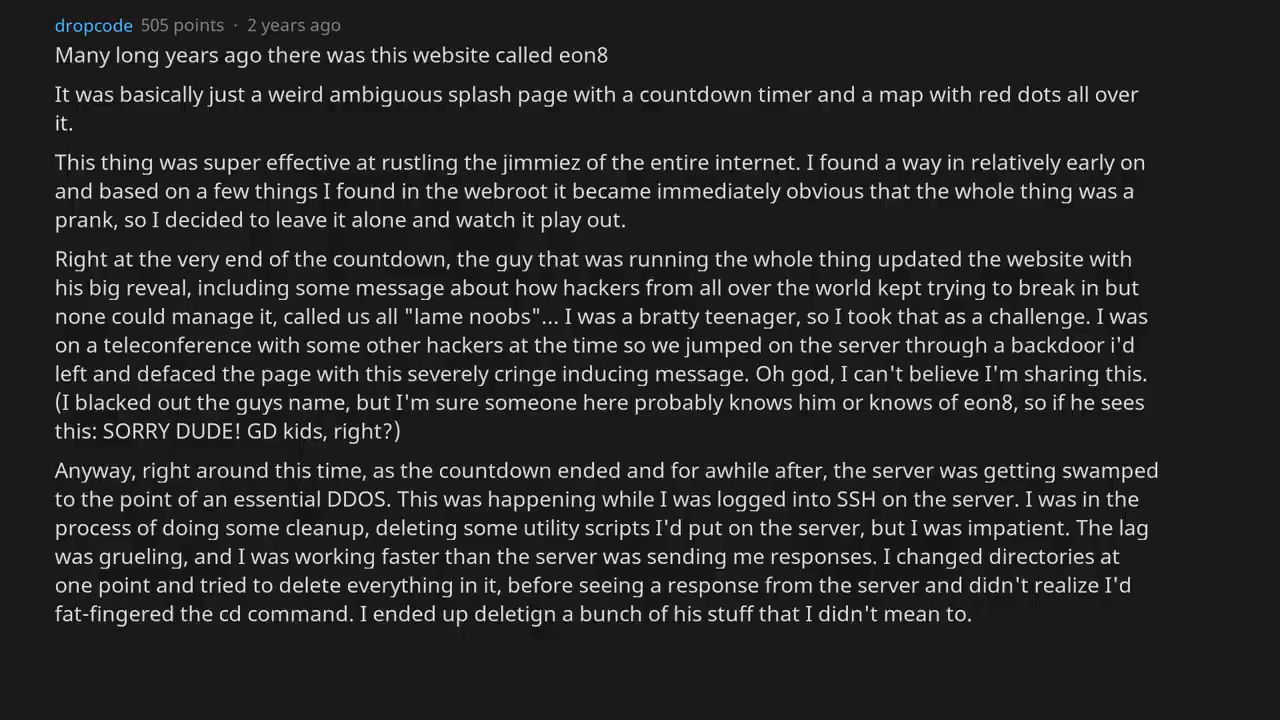 dropcode 505 points · 2 years ago
Many long years ago there was this website called eon8
It was basically just a weird ambiguous splash page with a countdown timer and a map with red dots all over
it.
This thing was super effective at rustling the jimmiez of the entire internet. I found a way in relatively early on
and based on a few things I found in the webroot it became immediately obvious that the whole thing was a
prank, so I decided to leave it alone and watch it play out.
Right at the very end of the countdown, the guy that was running the whole thing updated the website with
his big reveal, including some message about how hackers from all over the world kept trying to break in but
none could manage it, called us all "lame noobs"... I was a bratty teenager, so I took that as a challenge. I was
on a teleconference with some other hackers at the time so we jumped on the server through a backdoor i'd
left and defaced the page with this severely cringe inducing message. Oh god, I can't believe I'm sharing this.
(I blacked out the guys name, but I'm sure someone here probably knows him or knows of eon8, so if he sees
this: SORRY DUDE! GD kids, right?)
Anyway, right around this time, as the countdown ended and for awhile after, the server was getting swamped
to the point of an essential DDOS. This was happening while I was logged into SSH on the server. I was in the
process of doing some cleanup, deleting some utility scripts I'd put on the server, but I was impatient. The lag
was grueling, and I was working faster than the server was sending me responses. I changed directories at
one point and tried to delete everything in it, before seeing a response from the server and didn't realize I'd
fat-fingered the cd command. I ended up deletign a bunch of his stuff that I didn't mean to.